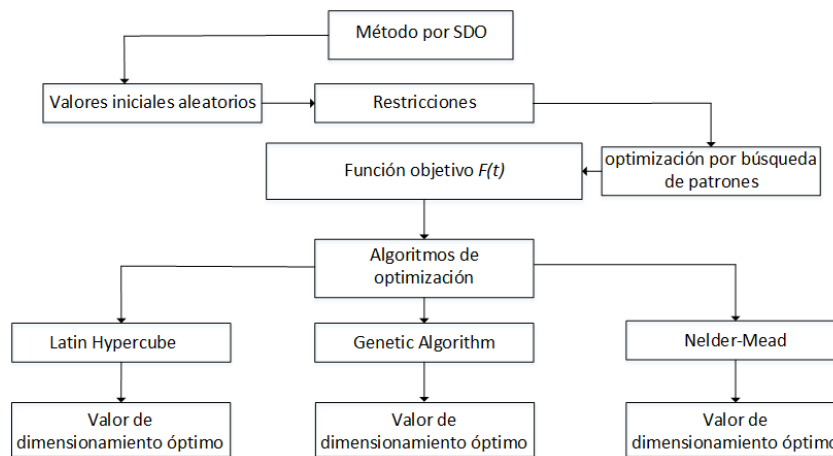 Método por SDO
Valores iniciales aleatorios
Restricciones
optimización por búsqueda
de patrones
Función objetivo F(t)
Algoritmos de
optimización
Latin Hypercube
Genetic Algorithm
Nelder-Mead
Valor de
dimensionamiento óptimo
Valor de
dimensionamiento óptimo
Valor de
dimensionamiento óptimo